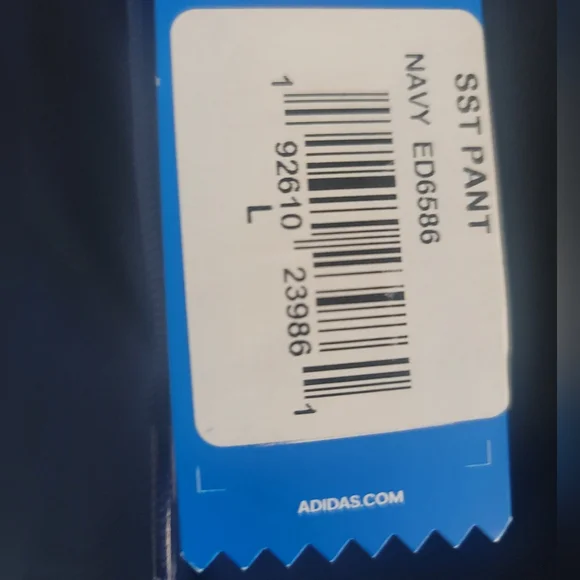 SST PANT
NAVY ED6586
1 92610 23986 1
L
ADIDAS.COM